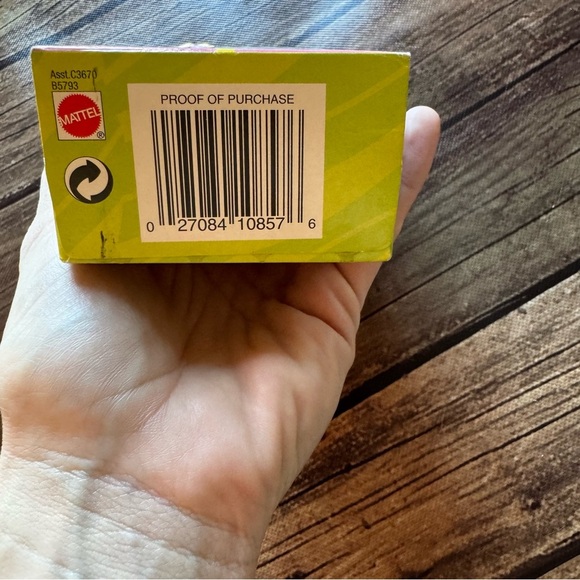 Asst.C3670
B5793
MATTEL
®
PROOF OF PURCHASE
0 27084 10857 6